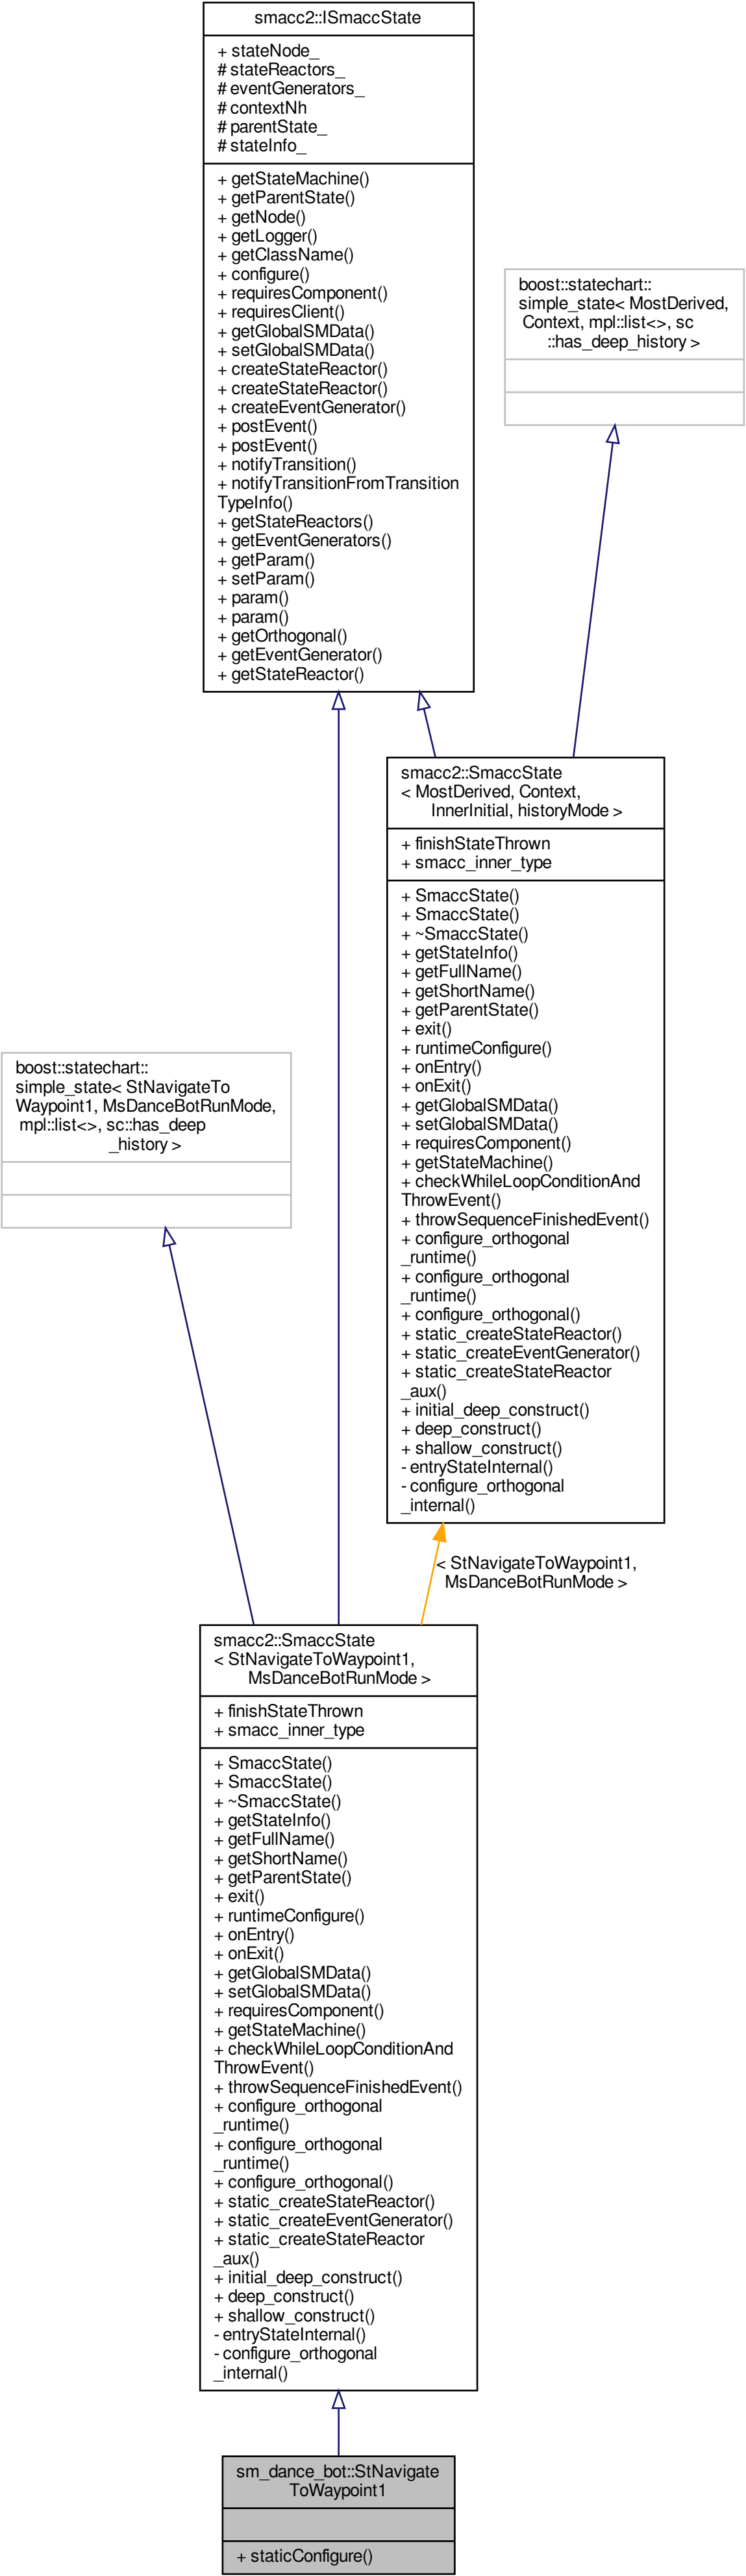 smacc2::ISmaccState
+ stateNode_
# stateReactors_
# eventGenerators_
# contextNh
# parentState_
# stateInfo_
+ getStateMachine()
+ getParentState()
+ getNode()
+ getLogger()
+ getClassName()
+ configure()
+ requiresComponent()
+ requiresClient()
+ getGlobalSMData()
+ setGlobalSMData()
+ createStateReactor()
+ createStateReactor()
+ createEventGenerator()
+ postEvent()
+ postEvent()
+ notifyTransition()
+ notifyTransitionFromTransition
TypeInfo()
+ getStateReactors()
+ getEventGenerators()
+ getParam()
+ setParam()
+ param()
+ param()
+ getOrthogonal()
+ getEventGenerator()
+ getStateReactor()
boost::statechart::
simple_state< MostDerived,
Context, mpl::list<>, sc
::has_deep_history >
smacc2::SmaccState
< MostDerived, Context,
InnerInitial, historyMode >
+ finishStateThrown
+ smacc_inner_type
+ SmaccState()
+ SmaccState()
+ ~SmaccState()
+ getStateInfo()
+ getFullName()
+ getShortName()
+ getParentState()
+ exit()
+ runtimeConfigure()
+ onEntry()
+ onExit()
+ getGlobalSMData()
+ setGlobalSMData()
+ requiresComponent()
+ getStateMachine()
+ checkWhileLoopConditionAnd
ThrowEvent()
+ throwSequenceFinishedEvent()
+ configure_orthogonal
_runtime()
+ configure_orthogonal
_runtime()
+ configure_orthogonal()
+ static_createStateReactor()
+ static_createEventGenerator()
+ static_createStateReactor
_aux()
+ initial_deep_construct()
+ deep_construct()
+ shallow_construct()
- entryStateInternal()
- configure_orthogonal
_internal()
boost::statechart::
simple_state< StNavigateTo
Waypoint1, MsDanceBotRunMode,
mpl::list<>, sc::has_deep
_history >
< StNavigateToWaypoint1,
MsDanceBotRunMode >
smacc2::SmaccState
< StNavigateToWaypoint1,
MsDanceBotRunMode >
+ finishStateThrown
+ smacc_inner_type
+ SmaccState()
+ SmaccState()
+ ~SmaccState()
+ getStateInfo()
+ getFullName()
+ getShortName()
+ getParentState()
+ exit()
+ runtimeConfigure()
+ onEntry()
+ onExit()
+ getGlobalSMData()
+ setGlobalSMData()
+ requiresComponent()
+ getStateMachine()
+ checkWhileLoopConditionAnd
ThrowEvent()
+ throwSequenceFinishedEvent()
+ configure_orthogonal
_runtime()
+ configure_orthogonal
_runtime()
+ configure_orthogonal()
+ static_createStateReactor()
+ static_createEventGenerator()
+ static_createStateReactor
_aux()
+ initial_deep_construct()
+ deep_construct()
+ shallow_construct()
- entryStateInternal()
- configure_orthogonal
_internal()
sm_dance_bot::StNavigate
ToWaypoint1
+ staticConfigure()